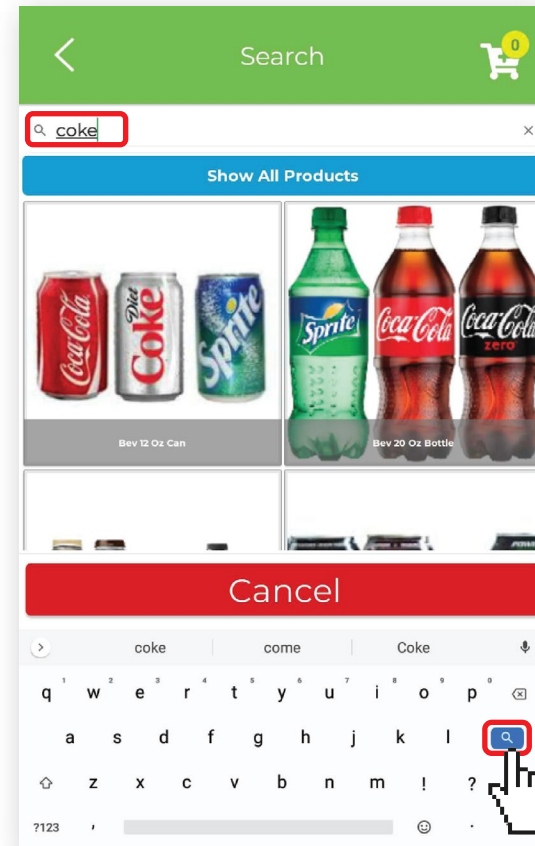 Search
0
coke
Show All Products
Coca-Cola
Diet
Coke
Sprite
Bev 12 Oz Can
Sprite
Coca-Cola
Coca-Cola
zero
Bev 20 Oz Bottle
Cancel
coke come Coke
q 1 w 2 e 3 r 4 t 5 y 6 u 7 i 8 o 9 p 0
a s d f g h j k l
z x c v b n m ! ?
?123 , .